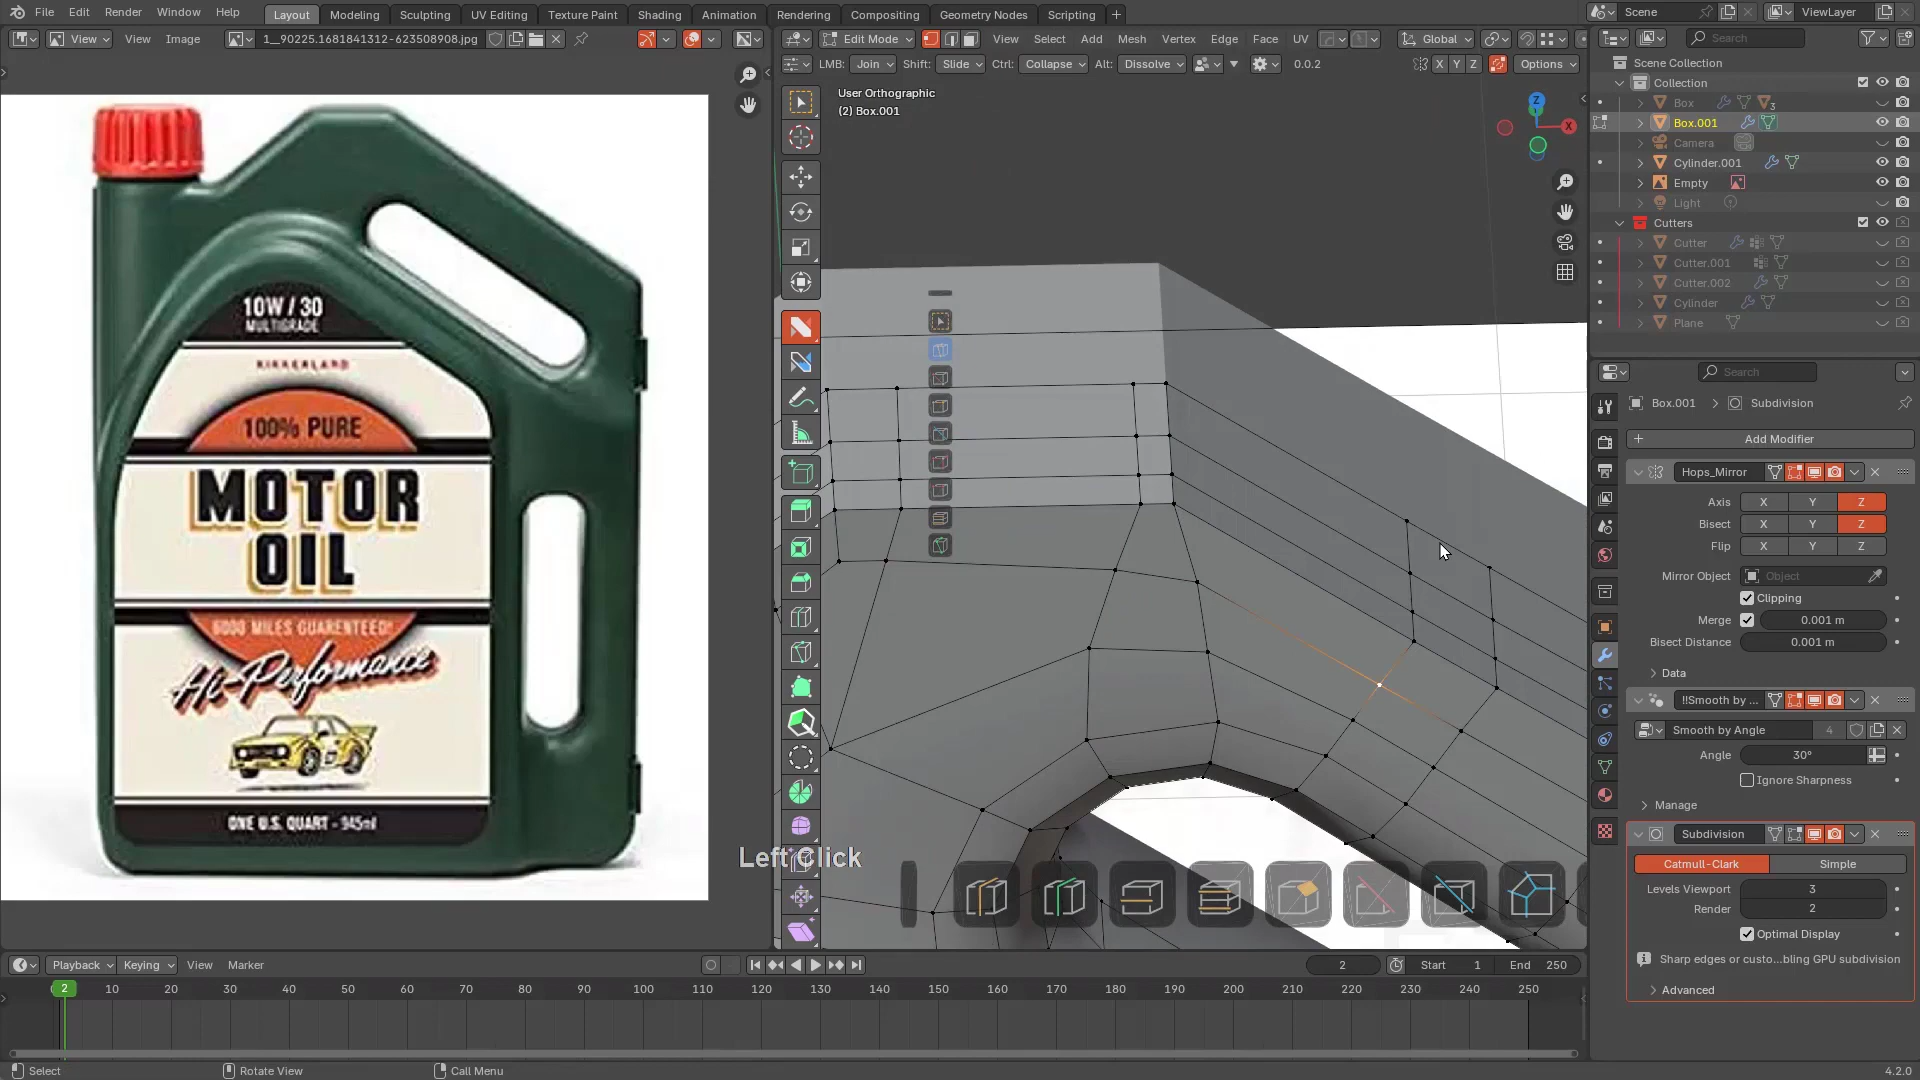 File Edit Render Window Help Layout Modeling Sculpting UV Editing Texture Paint Shading Animation Rendering Compositing Geometry Nodes Scripting + Scene ViewLayer
View View Image 1__90225.1681841312-623508908.jpg Edit Mode View Select Add Mesh Vertex Edge Face UV Global Search
LMB: Join Shift: Slide Ctrl: Collapse Alt: Dissolve 0.0.2 X Y Z Options
User Orthographic
(2) Box.001
Z
X
10W / 30
MULTIGRADE
KIKKERLAND
100% PURE
MOTOR
OIL
5000 MILES GUARENTEED!
Hi-Performance
ONE U.S. QUART - 945ml
Left Click
Scene Collection
Collection
Box 3
Box.001
Camera
Cylinder.001
Empty
Light
Cutters
Cutter
Cutter.001
Cutter.002
Cylinder
Plane
Search
Box.001 > Subdivision
+ Add Modifier
Hops_Mirror
Axis X Y Z
Bisect X Y Z
Flip X Y Z
Mirror Object Object
Clipping
Merge 0.001 m
Bisect Distance 0.001 m
Data
!!Smooth by ...
Smooth by Angle 4
Angle 30°
Ignore Sharpness
Manage
Subdivision
Catmull-Clark Simple
Levels Viewport 3
Render 2
Optimal Display
Sharp edges or custo...bling GPU subdivision
Advanced
Playback Keying View Marker 2 Start 1 End 250
2 10 20 30 40 50 60 70 80 90 100 110 120 130 140 150 160 170 180 190 200 210 220 230 240 250
Select Rotate View Call Menu 4.2.0